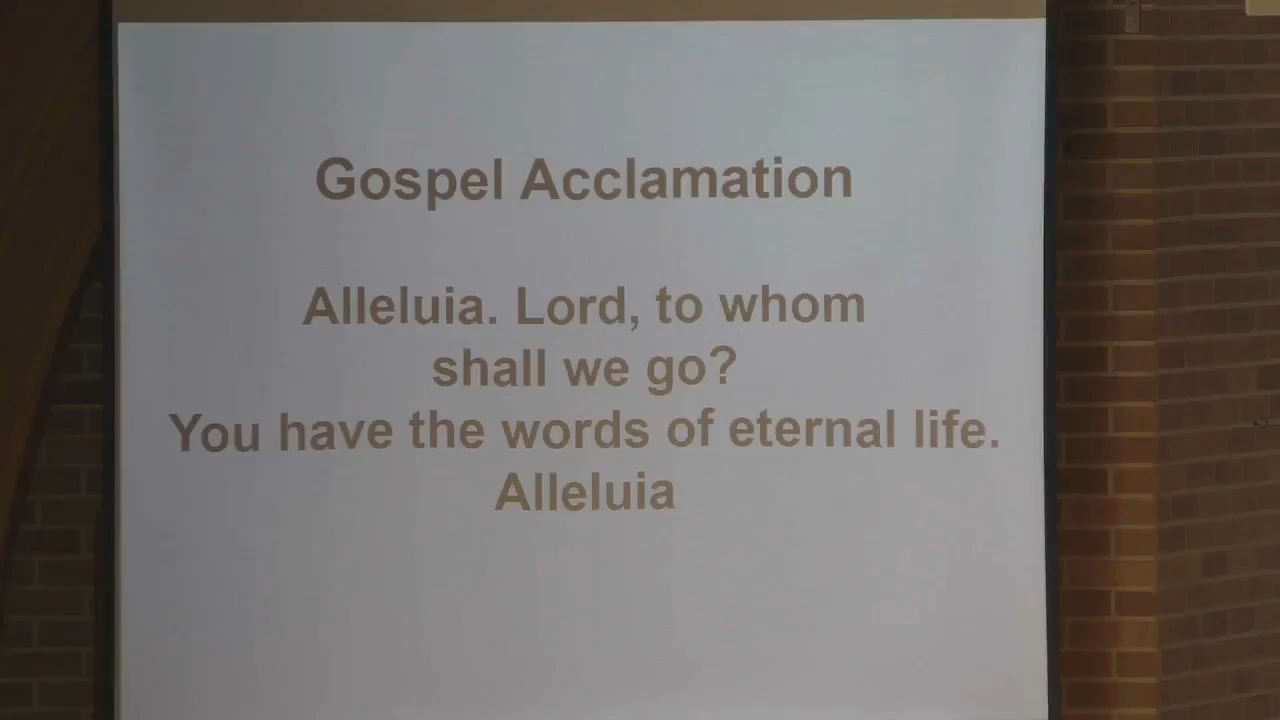 Gospel Acclamation
Alleluia. Lord, to whom
shall we go?
You have the words of eternal life.
Alleluia